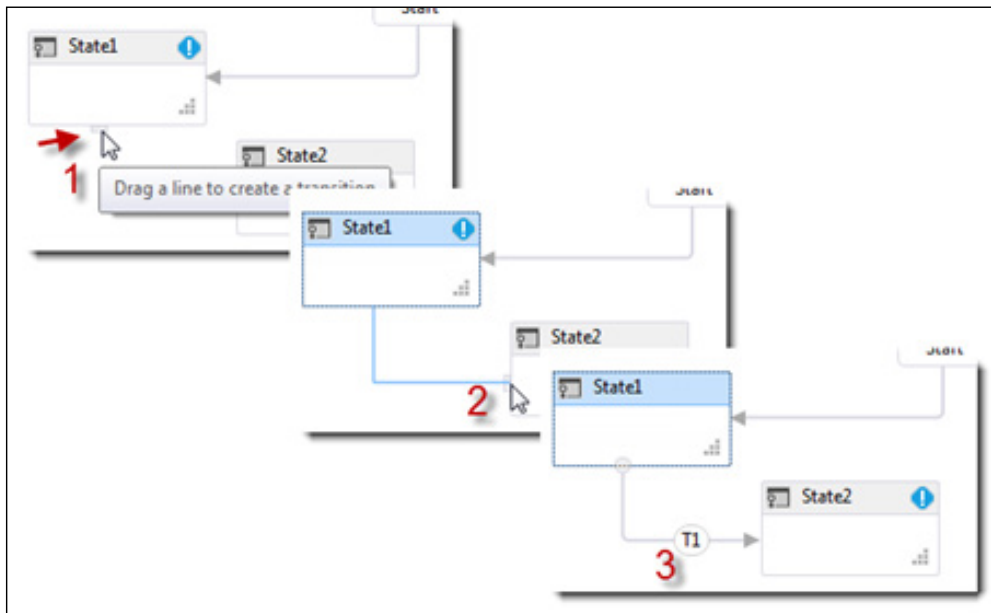 Start
State1
State2
1
Drag a line to create a transition
Start
State1
State2
2
Start
State1
State2
T1
3